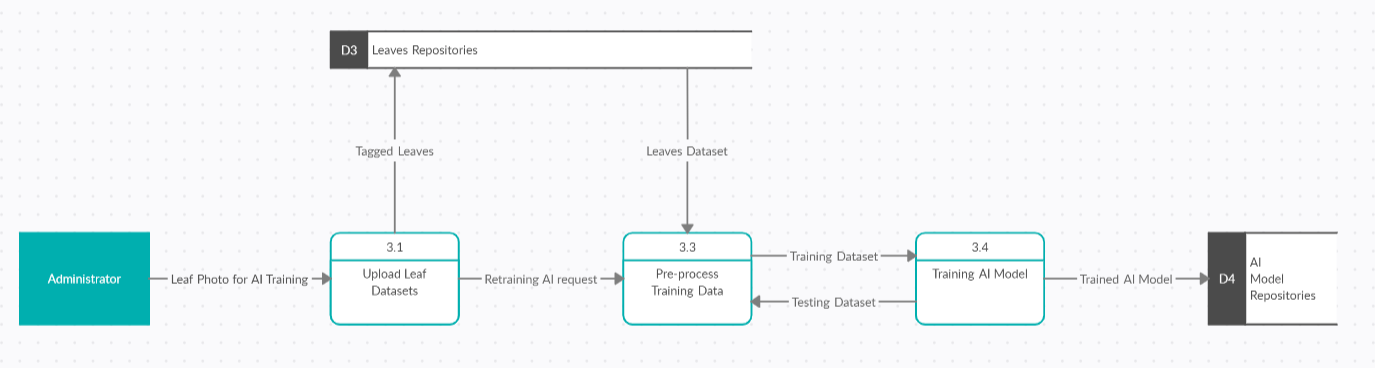 D3 Leaves Repositories
Tagged Leaves
Leaves Dataset
Administrator
Leaf Photo for AI Training
3.1
Upload Leaf
Datasets
Retraining AI request
3.3
Pre-process
Training Data
Training Dataset
Testing Dataset
3.4
Training AI Model
Trained AI Model
D4
AI
Model
Repositories